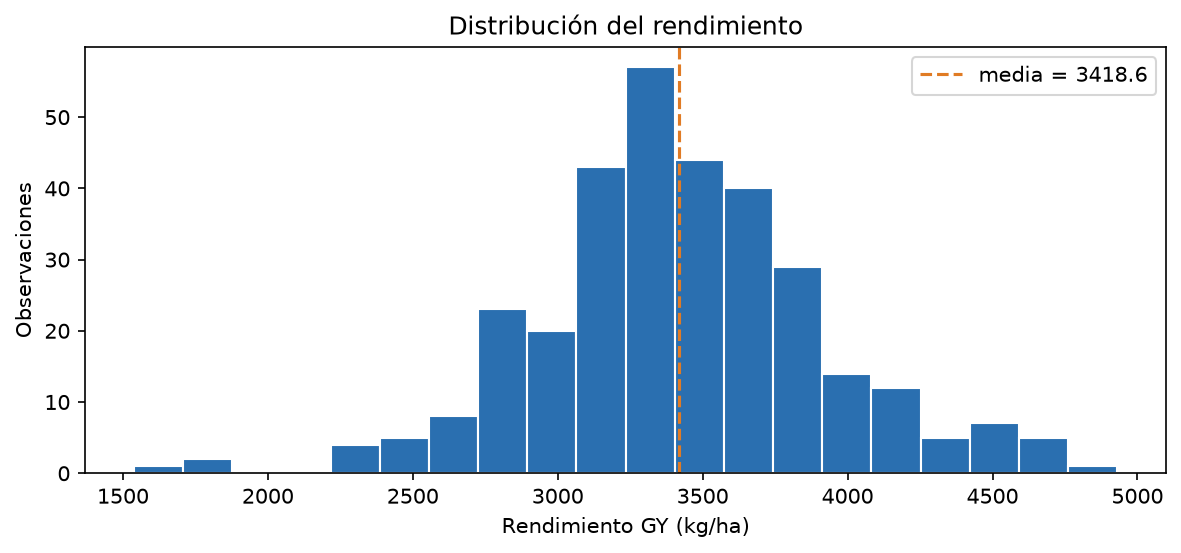 Distribución del rendimiento
media = 3418.6
Observaciones
50
40
30
20
10
0
1500 2000 2500 3000 3500 4000 4500 5000
Rendimiento GY (kg/ha)